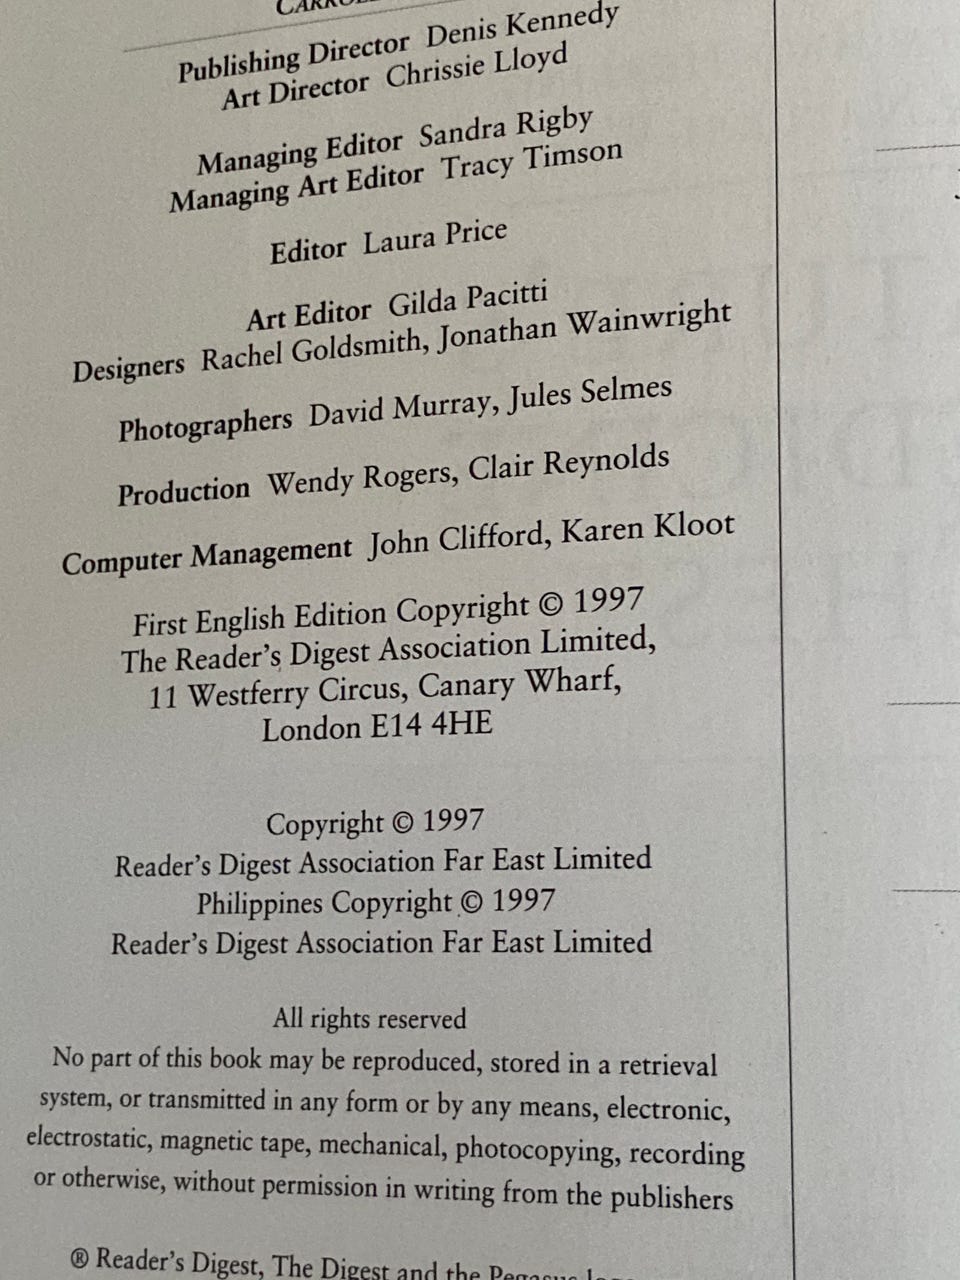 Publishing Director Denis Kennedy
Art Director Chrissie Lloyd
Managing Editor Sandra Rigby
Managing Art Editor Tracy Timson
Editor Laura Price
Art Editor Gilda Pacitti
Designers Rachel Goldsmith, Jonathan Wainwright
Photographers David Murray, Jules Selmes
Production Wendy Rogers, Clair Reynolds
Computer Management John Clifford, Karen Kloot
First English Edition Copyright © 1997
The Reader's Digest Association Limited,
11 Westferry Circus, Canary Wharf,
London E14 4HE
Copyright © 1997
Reader's Digest Association Far East Limited
Philippines Copyright © 1997
Reader's Digest Association Far East Limited
All rights reserved
No part of this book may be reproduced, stored in a retrieval
system, or transmitted in any form or by any means, electronic,
electrostatic, magnetic tape, mechanical, photocopying, recording
or otherwise, without permission in writing from the publishers
® Reader's Digest, The Digest and the Pegasus